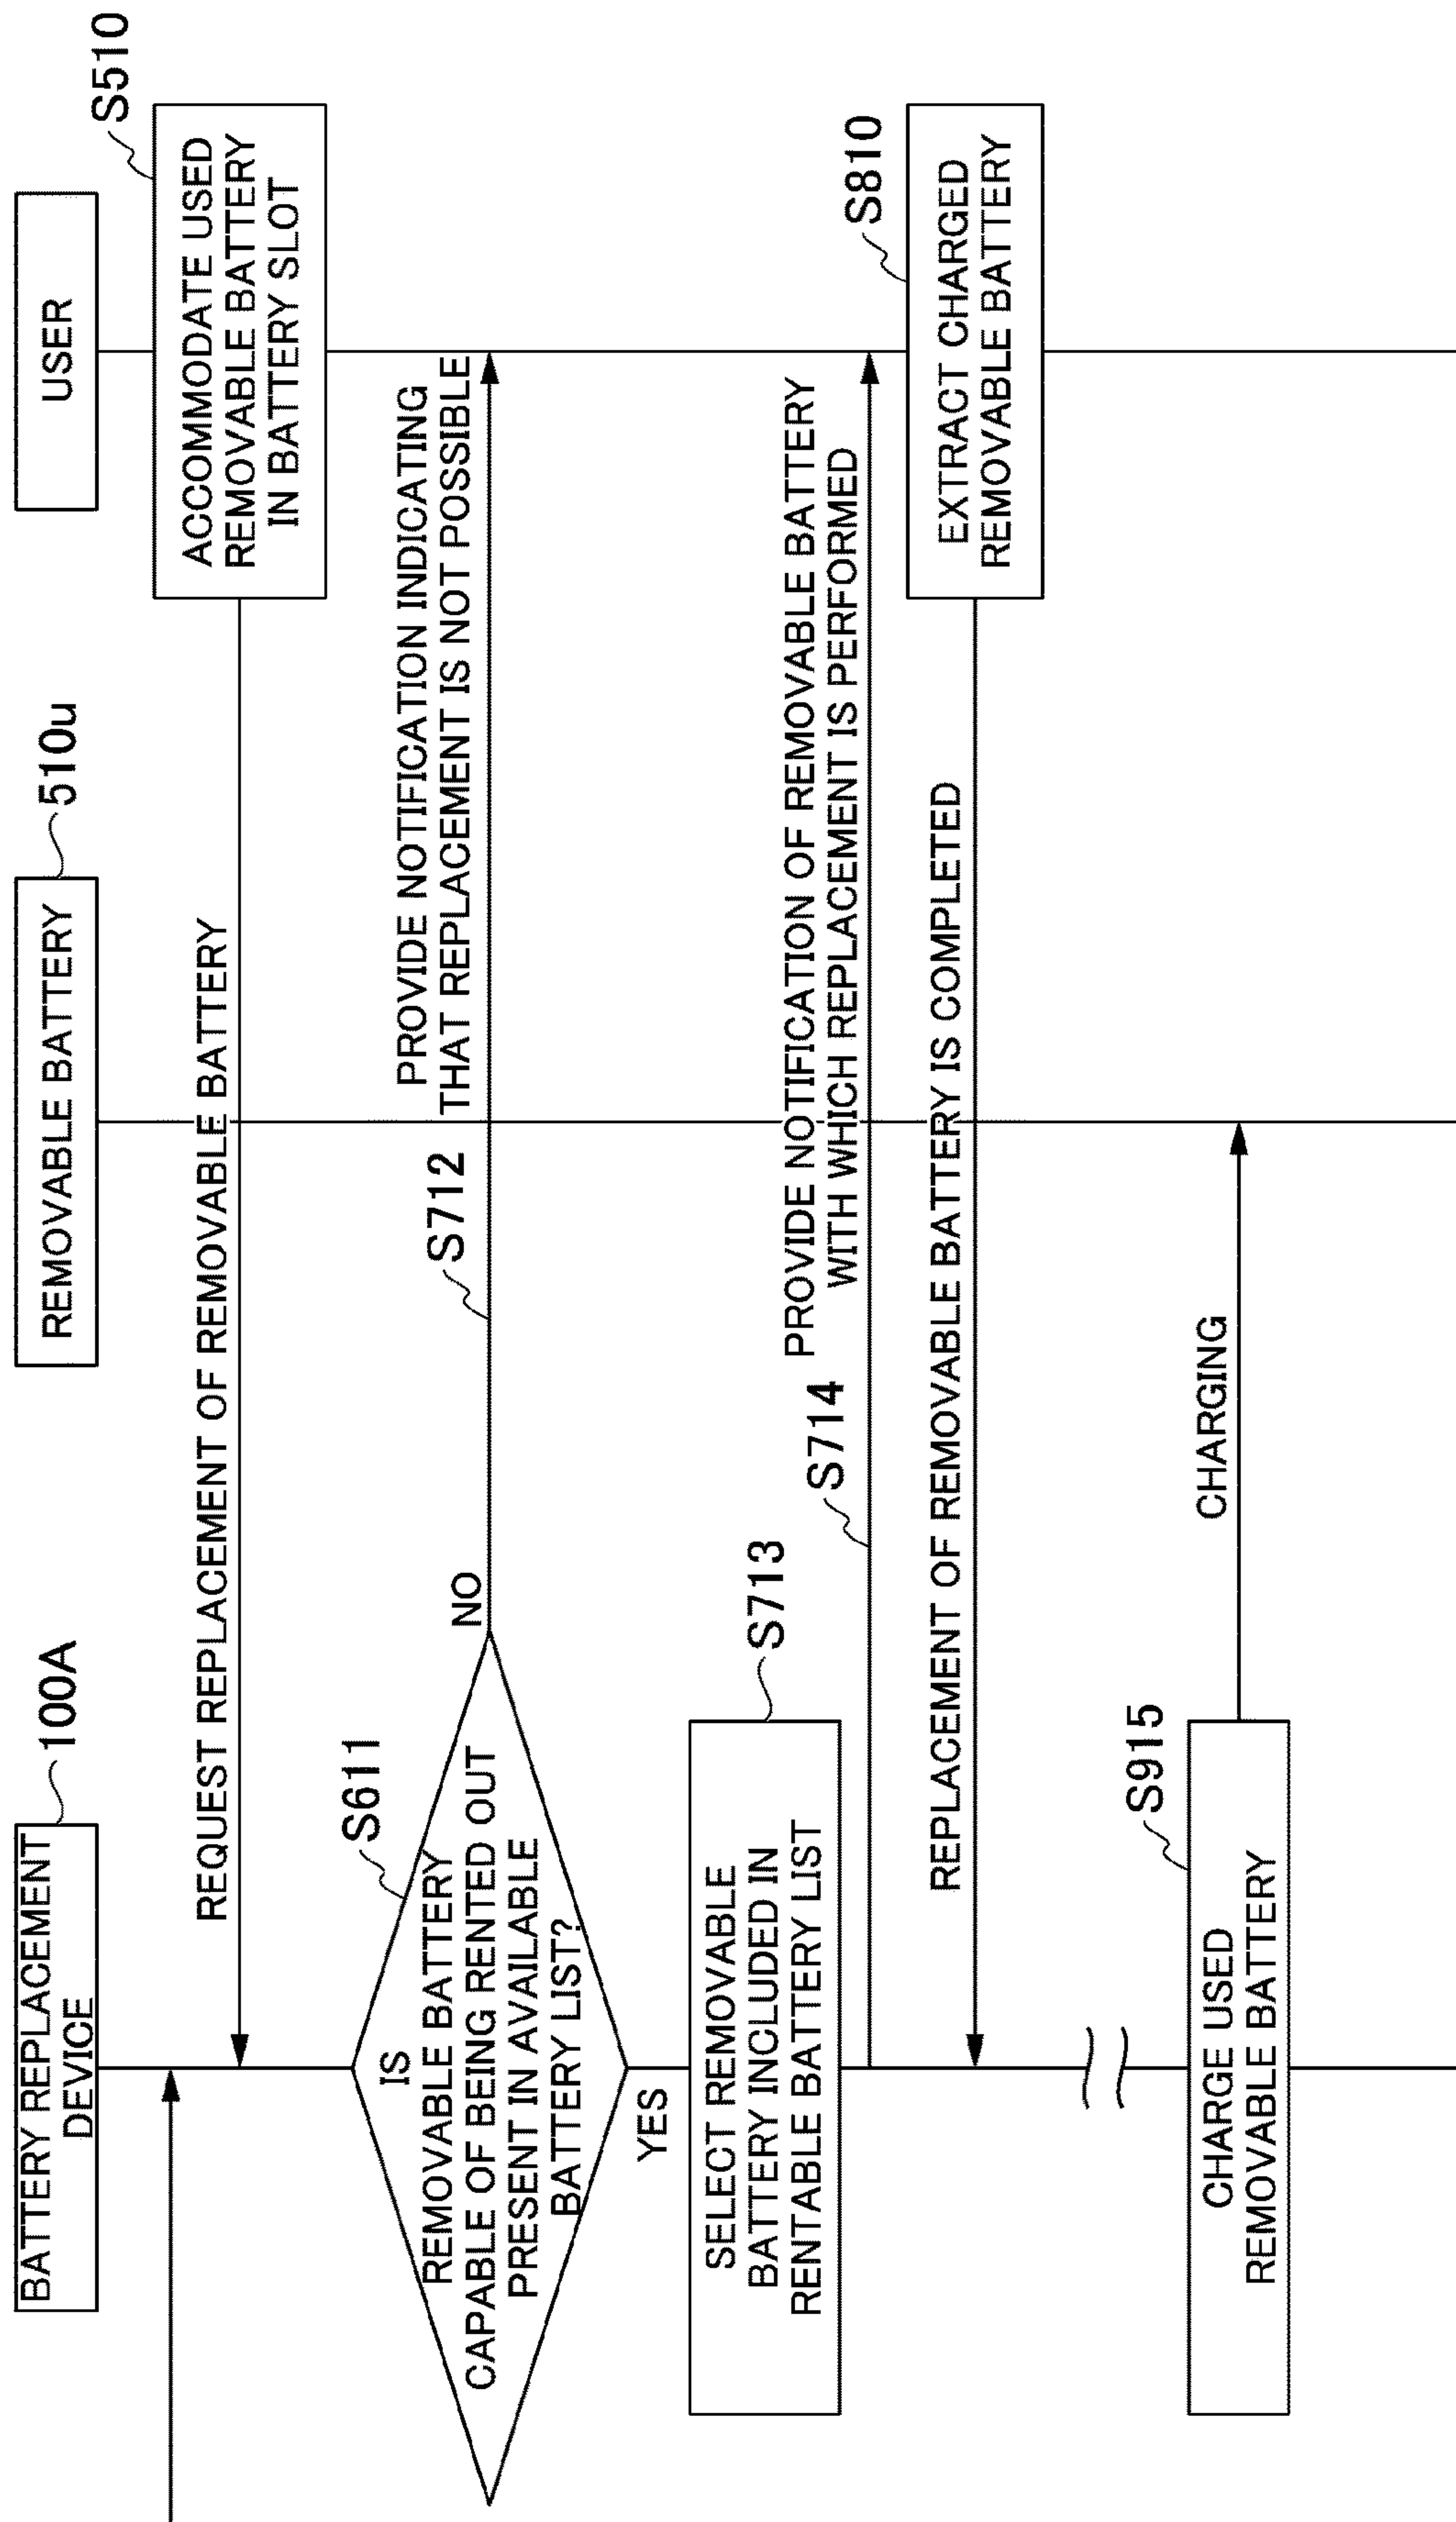 BATTERY REPLACEMENT
DEVICE
100A
REMOVABLE BATTERY
510u
USER
S510
ACCOMMODATE USED
REMOVABLE BATTERY
IN BATTERY SLOT
REQUEST REPLACEMENT OF REMOVABLE BATTERY
S611
IS
REMOVABLE BATTERY
CAPABLE OF BEING RENTED OUT
PRESENT IN AVAILABLE
BATTERY LIST?
NO
S712
PROVIDE NOTIFICATION INDICATING
THAT REPLACEMENT IS NOT POSSIBLE
YES
S713
SELECT REMOVABLE
BATTERY INCLUDED IN
RENTABLE BATTERY LIST
S714
PROVIDE NOTIFICATION OF REMOVABLE BATTERY
WITH WHICH REPLACEMENT IS PERFORMED
S810
EXTRACT CHARGED
REMOVABLE BATTERY
REPLACEMENT OF REMOVABLE BATTERY IS COMPLETED
S915
CHARGE USED
REMOVABLE BATTERY
CHARGING